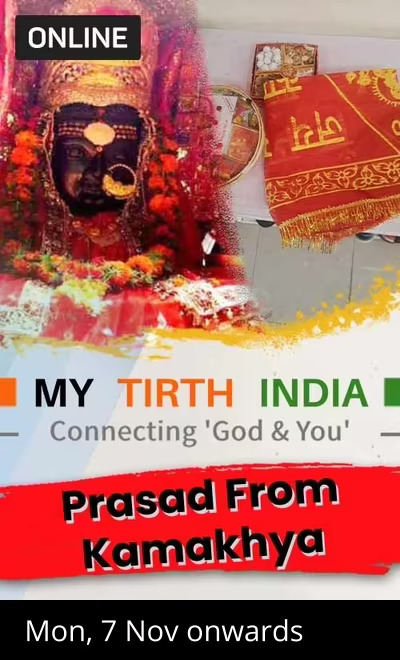 ONLINE
MY TIRTH INDIA
Connecting 'God & You'
Prasad From
Kamakhya
Mon, 7 Nov onwards